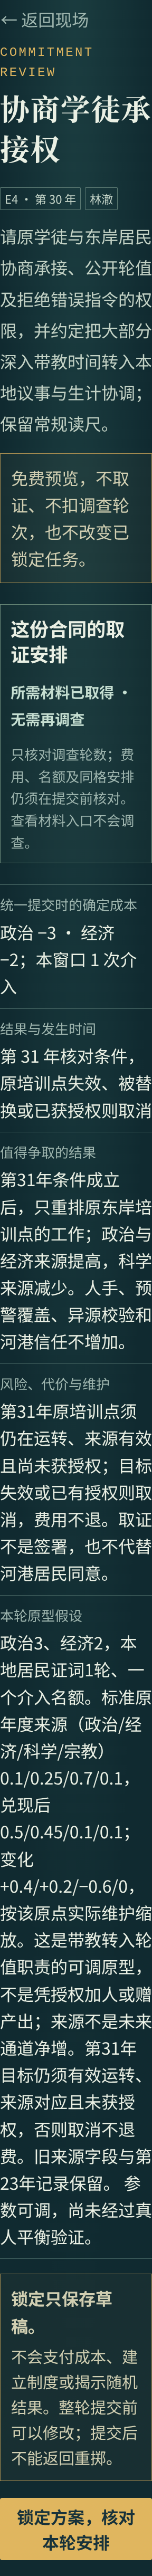 ← 返回现场
COMMITMENT
REVIEW
协商学徒承
接权
E4 · 第 30 年
林澈
请原学徒与东岸居民
协商承接、公开轮值
及拒绝错误指令的权
限，并约定把大部分
深入带教时间转入本
地议事与生计协调；
保留常规读尺。
免费预览，不取
证、不扣调查轮
次，也不改变已
锁定任务。
这份合同的取
证安排
所需材料已取得 ·
无需再调查
只核对调查轮数；费
用、名额及同格安排
仍须在提交前核对。
查看材料入口不会调
查。
统一提交时的确定成本
政治 −3 · 经济
−2；本窗口 1 次介
入
结果与发生时间
第 31 年核对条件，
原培训点失效、被替
换或已获授权则取消
值得争取的结果
第31年条件成立
后，只重排原东岸培
训点的工作；政治与
经济来源提高，科学
来源减少。人手、预
警覆盖、异源校验和
河港信任不增加。
风险、代价与维护
第31年原培训点须
仍在运转、来源有效
且尚未获授权；目标
失效或已有授权则取
消，费用不退。取证
不是签署，也不代替
河港居民同意。
本轮原型假设
政治3、经济2，本
地居民证词1轮、一
个介入名额。标准原
年度来源（政治/经
济/科学/宗教）
0.1/0.25/0.7/0.1，
兑现后
0.5/0.45/0.1/0.1；
变化
+0.4/+0.2/−0.6/0，
按该原点实际维护缩
放。这是带教转入轮
值职责的可调原型，
不是凭授权加人或赠
产出；来源不是未来
通道净增。第31年
目标仍须有效运转、
来源对应且未获授
权，否则取消不退
费。旧来源字段与第
23年记录保留。 参
数可调，尚未经过真
人平衡验证。
锁定只保存草
稿。
不会支付成本、建
立制度或揭示随机
结果。整轮提交前
可以修改；提交后
不能返回重掷。
锁定方案，核对
本轮安排